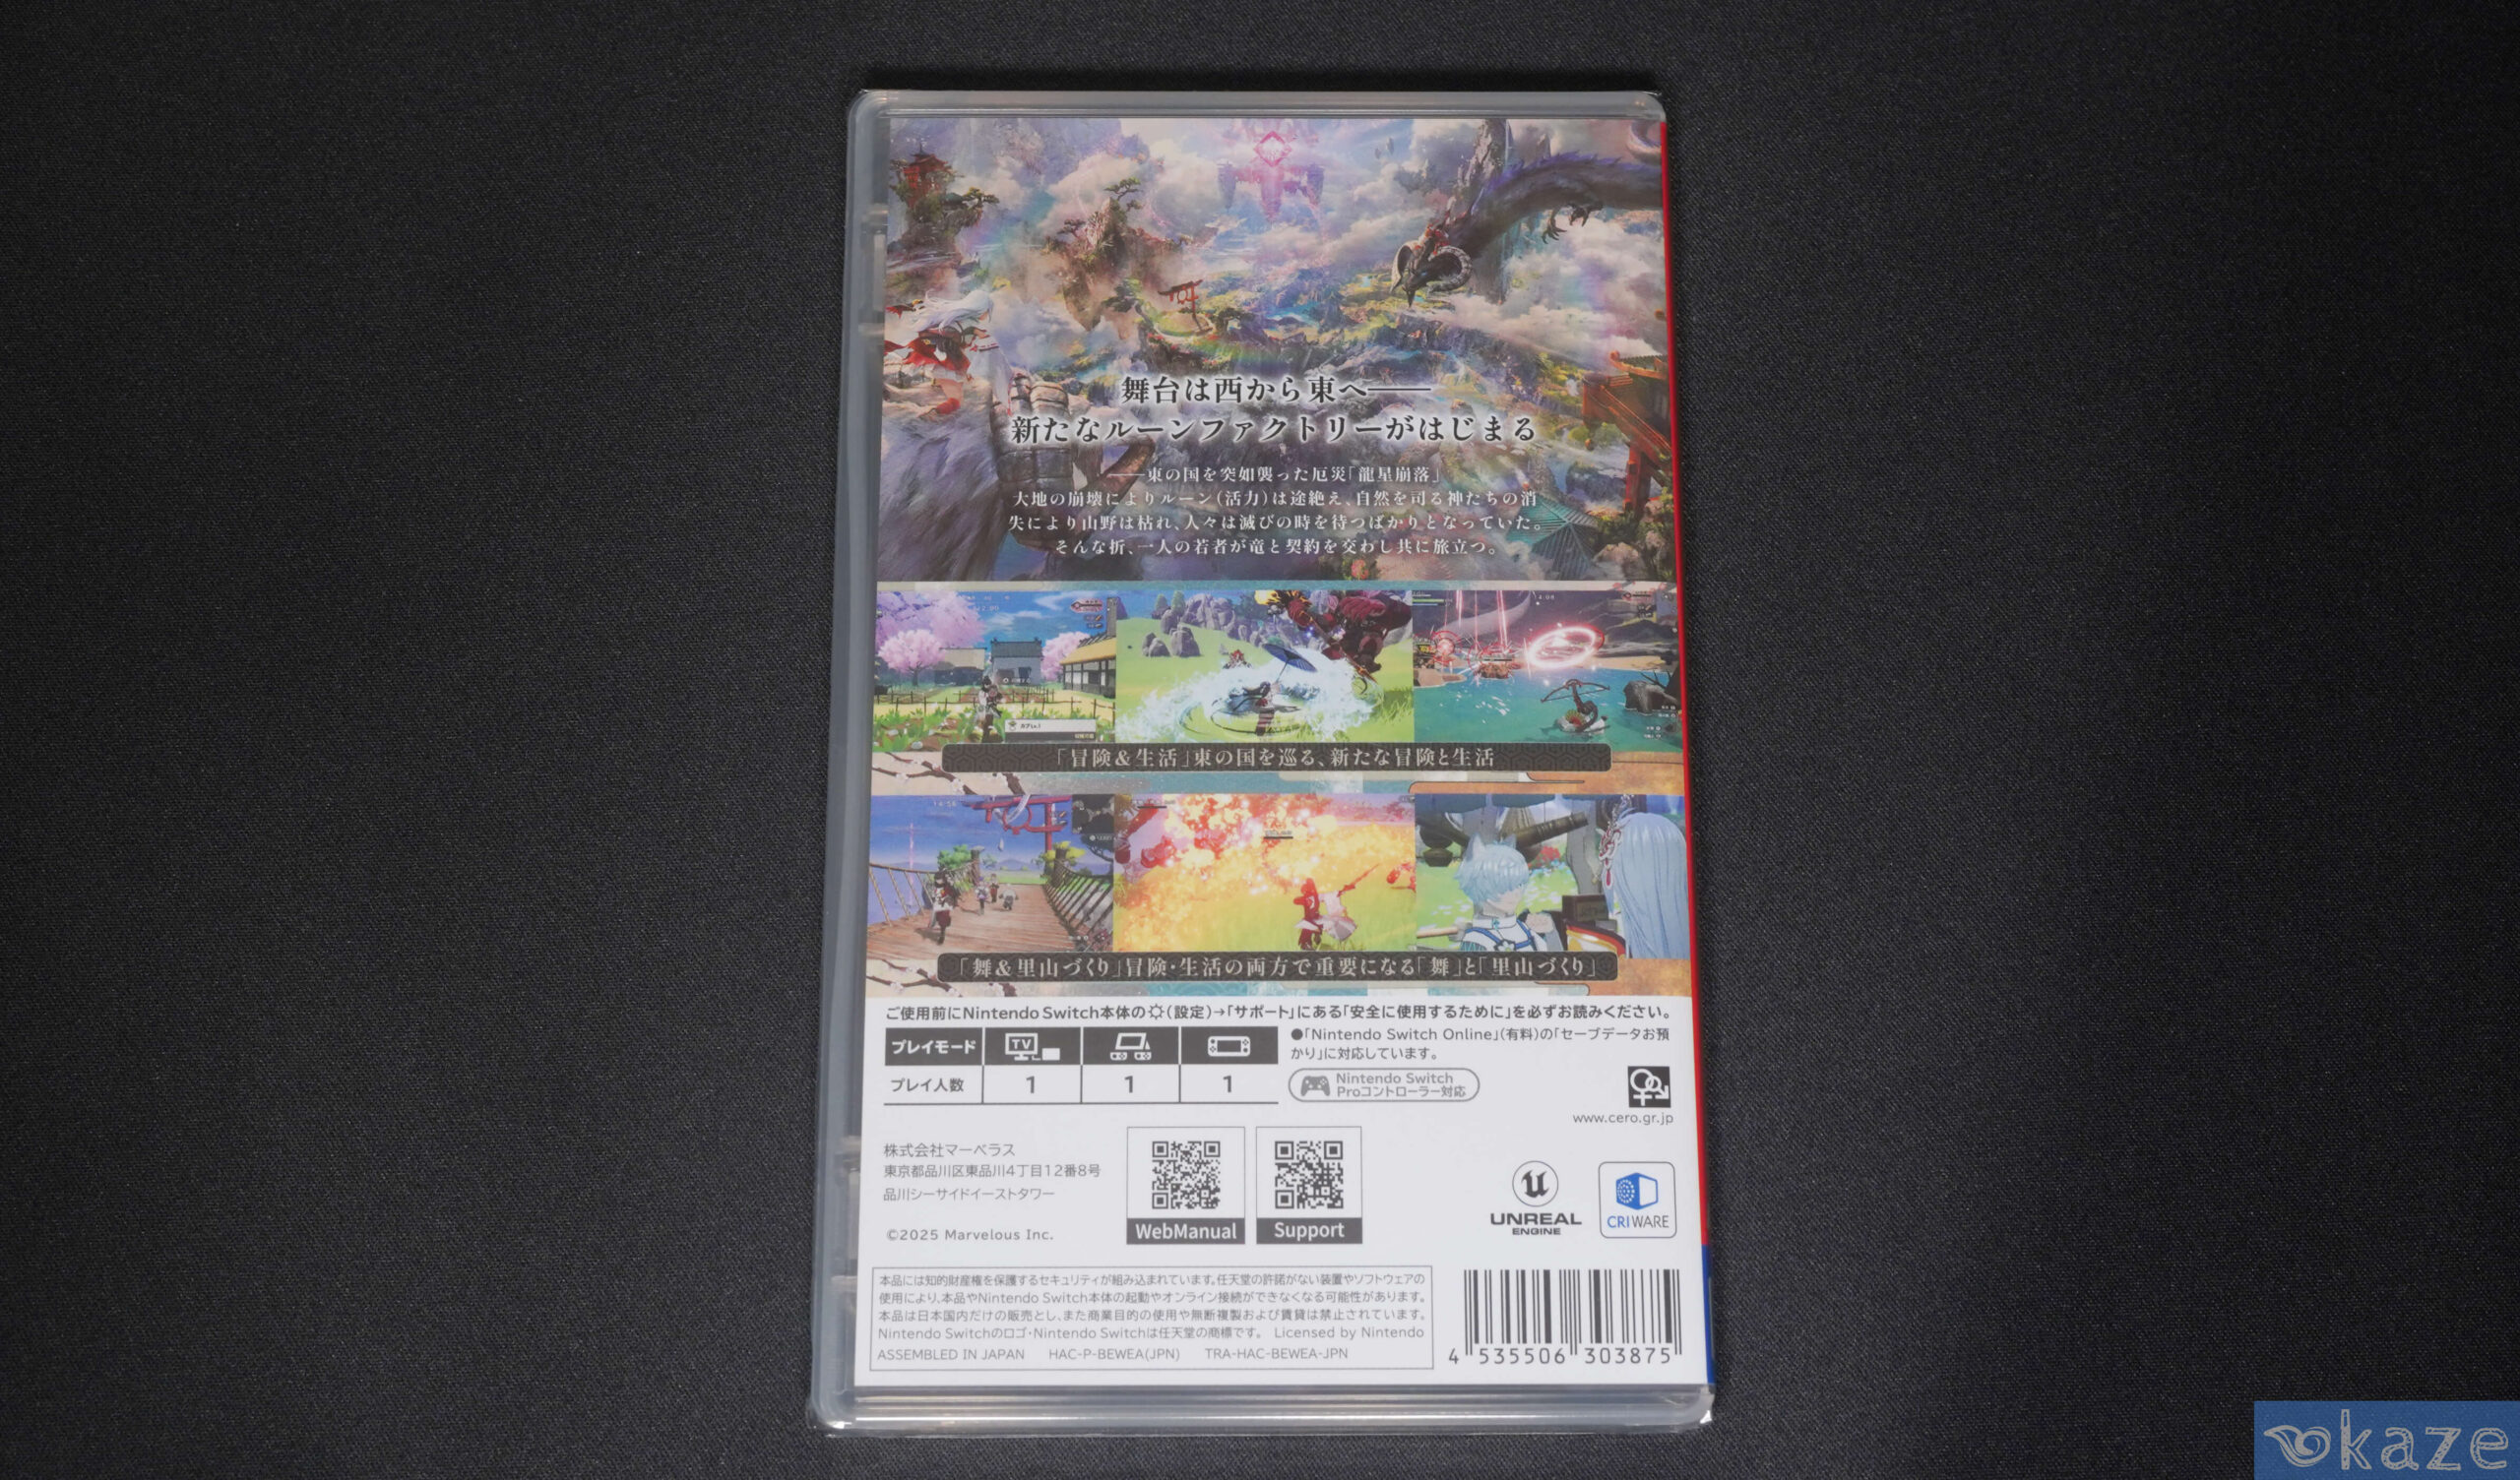 舞台は西から東へ――
新たなルーンファクトリーがはじまる
――東の国を突如襲った厄災「龍星崩落」
大地の崩壊によりルーン(活力)は途絶え、自然を司る神たちの消
失により山野は枯れ、人々は滅びの時を待つばかりとなっていた。
そんな折、一人の若者が竜と契約を交わし共に旅立つ。
「冒険&生活」東の国を巡る、新たな冒険と生活
「舞&里山づくり」冒険・生活の両方で重要になる「舞」と「里山づくり」
ご使用前にNintendo Switch本体の(設定)→「サポート」にある「安全に使用するために」を必ずお読みください。
プレイモード TV
プレイ人数 1 1 1
●「Nintendo Switch Online」(有料)の「セーブデータお預
かり」に対応しています。
Nintendo Switch
Proコントローラー対応
www.cero.gr.jp
株式会社マーベラス
東京都品川区東品川4丁目12番8号
品川シーサイドイーストタワー
©2025 Marvelous Inc.
WebManual
Support
UNREAL
ENGINE
CRIWARE
本品には知的財産権を保護するセキュリティが組み込まれています。任天堂の許諾がない装置やソフトウェアの
使用により、本品やNintendo Switch本体の起動やオンライン接続ができなくなる可能性があります。
本品は日本国内だけの販売とし、また商業目的の使用や無断複製および賃貸は禁止されています。
Nintendo Switchのロゴ・Nintendo Switchは任天堂の商標です。 Licensed by Nintendo
ASSEMBLED IN JAPAN HAC-P-BEWEA(JPN) TRA-HAC-BEWEA-JPN
4 535506 303875
kaze